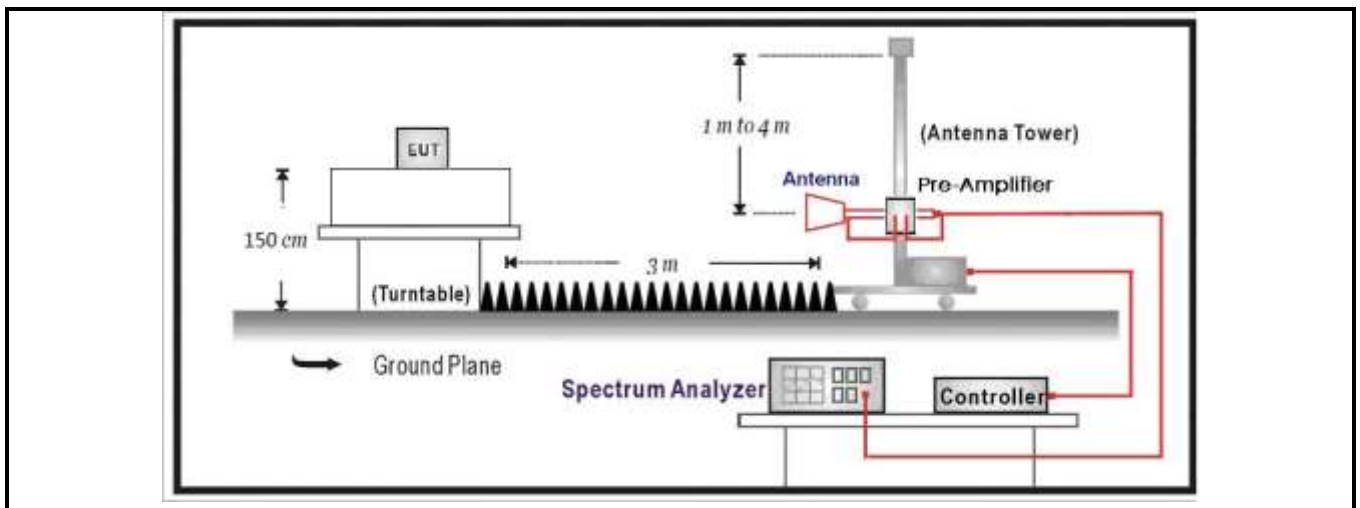 1 m to 4 m
(Antenna Tower)
EUT
Antenna
Pre-Amplifier
150 cm
3 m
(Turntable)
Ground Plane
Spectrum Analyzer
Controller